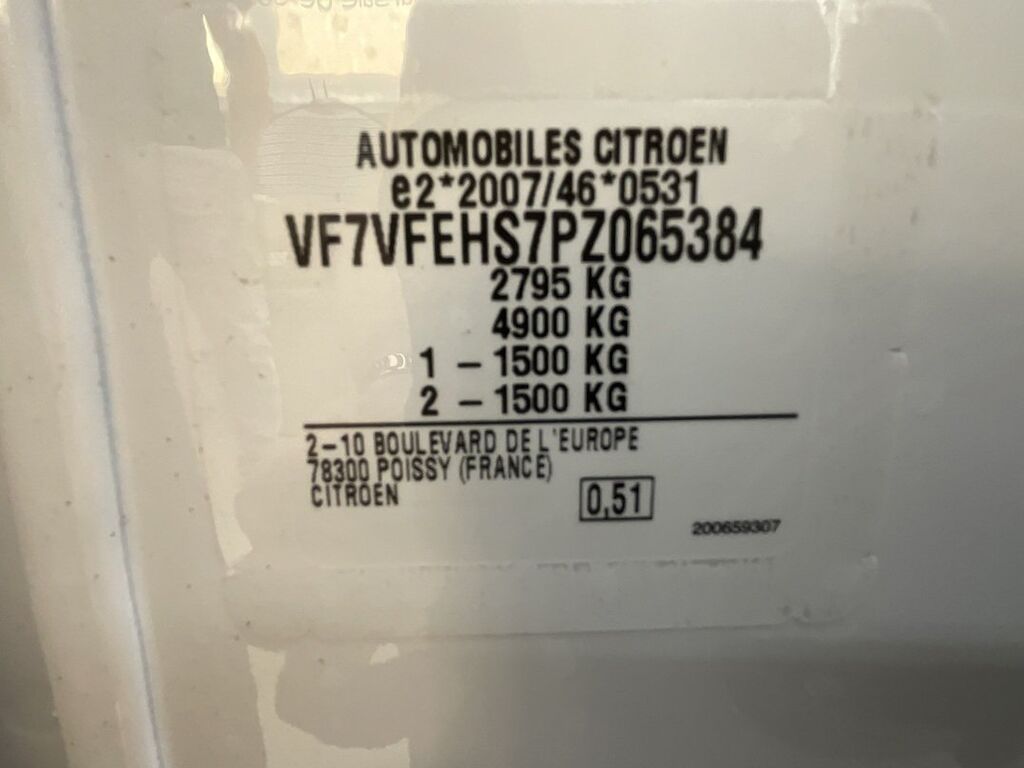 AUTOMOBILES CITROEN
e2*2007/46*0531
VF7VFEHS7PZ065384
2795 KG
4900 KG
1 – 1500 KG
2 – 1500 KG
2–10 BOULEVARD DE L'EUROPE
78300 POISSY (FRANCE)
CITROEN
0,51
200659307